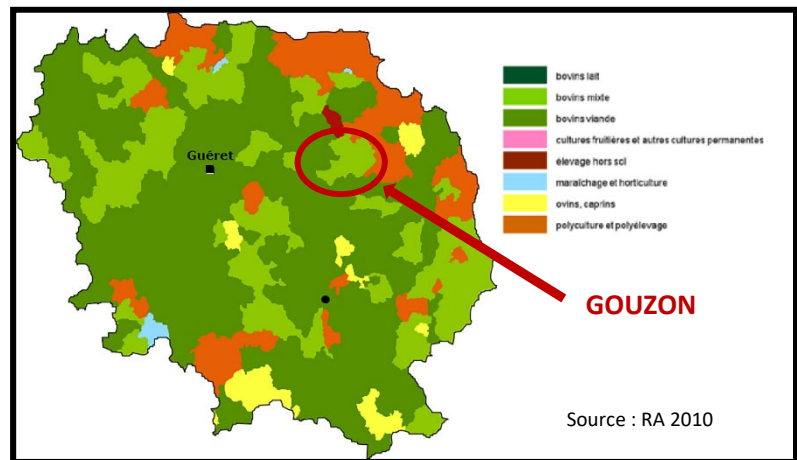 Guéret
bovins lait
bovins mixte
bovins viande
cultures fruitières et autres cultures permanentes
élevage hors sol
maraîchage et horticulture
ovins, caprins
polyculture et polyélevage
GOUZON
Source : RA 2010